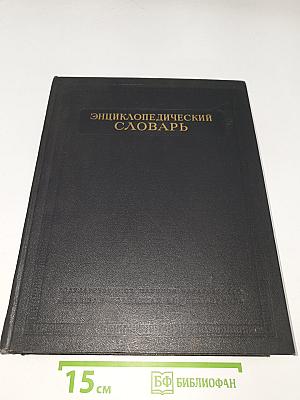 ЭНЦИКЛОПЕДИЧЕСКИЙ
СЛОВАРЬ
15 см
БФ БИБЛИОФАН